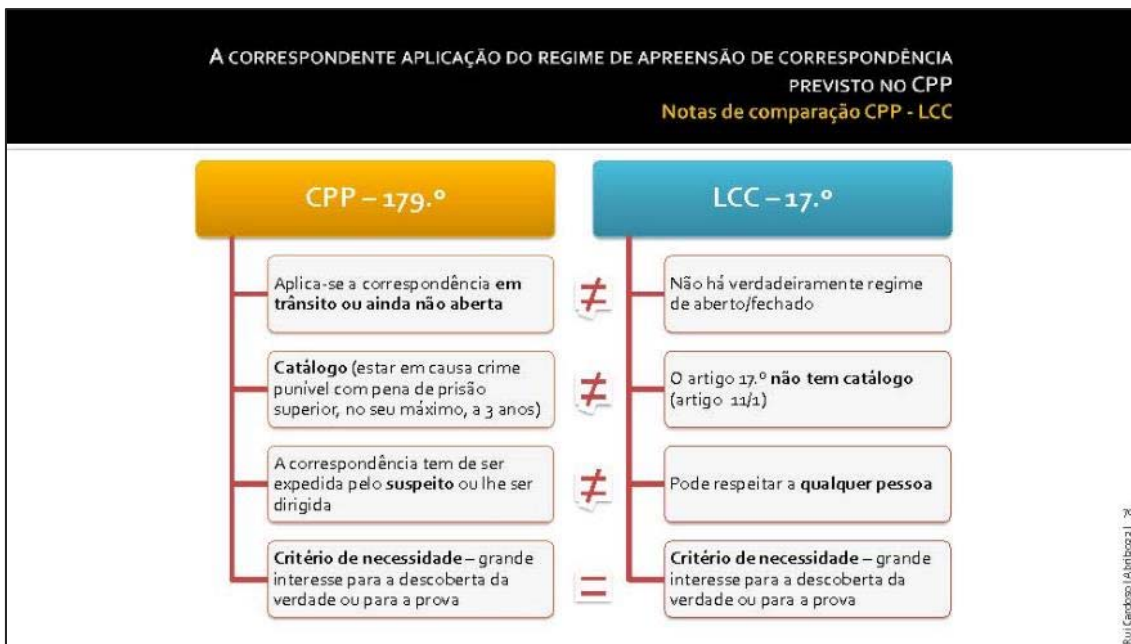 A CORRESPONDENTE APLICAÇÃO DO REGIME DE APREENSÃO DE CORRESPONDÊNCIA
PREVISTO NO CPP
Notas de comparação CPP - LCC
CPP – 179.º
Aplica-se a correspondência em
trânsito ou ainda não aberta
Catálogo (estar em causa crime
punível com pena de prisão
superior, no seu máximo, a 3 anos)
A correspondência tem de ser
expedida pelo suspeito ou lhe ser
dirigida
Critério de necessidade – grande
interesse para a descoberta da
verdade ou para a prova
≠
≠
≠
=
LCC – 17.º
Não há verdadeiramente regime
de aberto/fechado
O artigo 17.º não tem catálogo
(artigo 11/1)
Pode respeitar a qualquer pessoa
Critério de necessidade – grande
interesse para a descoberta da
verdade ou para a prova
Rui Cardoso |